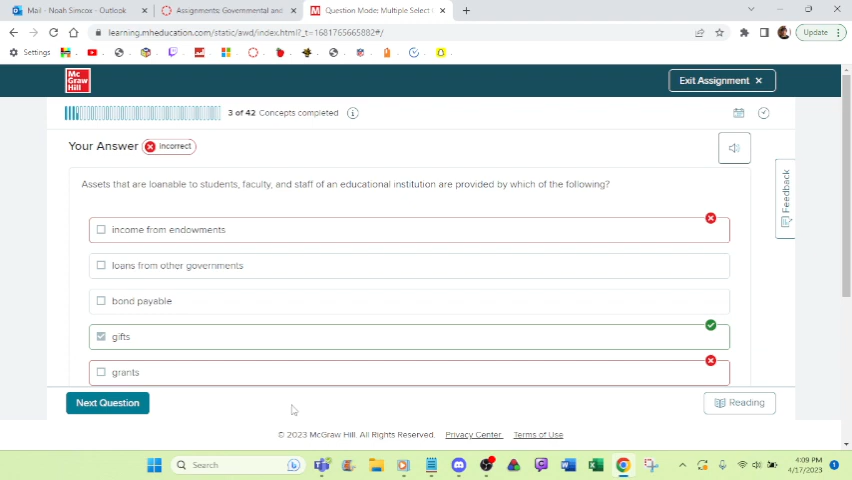 Mail - Noah Simcox - Outlook
Assignments: Governmental and
Question Mode: Multiple Select
learning.mheducation.com/static/awd/index.html?_t=1681765665882#/
Update
Settings
Mc Graw Hill
Exit Assignment
3 of 42 Concepts completed
Your Answer
Incorrect
Feedback
Assets that are loanable to students, faculty, and staff of an educational institution are provided by which of the following?
income from endowments
loans from other governments
bond payable
gifts
grants
Next Question
Reading
© 2023 McGraw Hill. All Rights Reserved. Privacy Center Terms of Use
Search
4:09 PM
4/17/2023